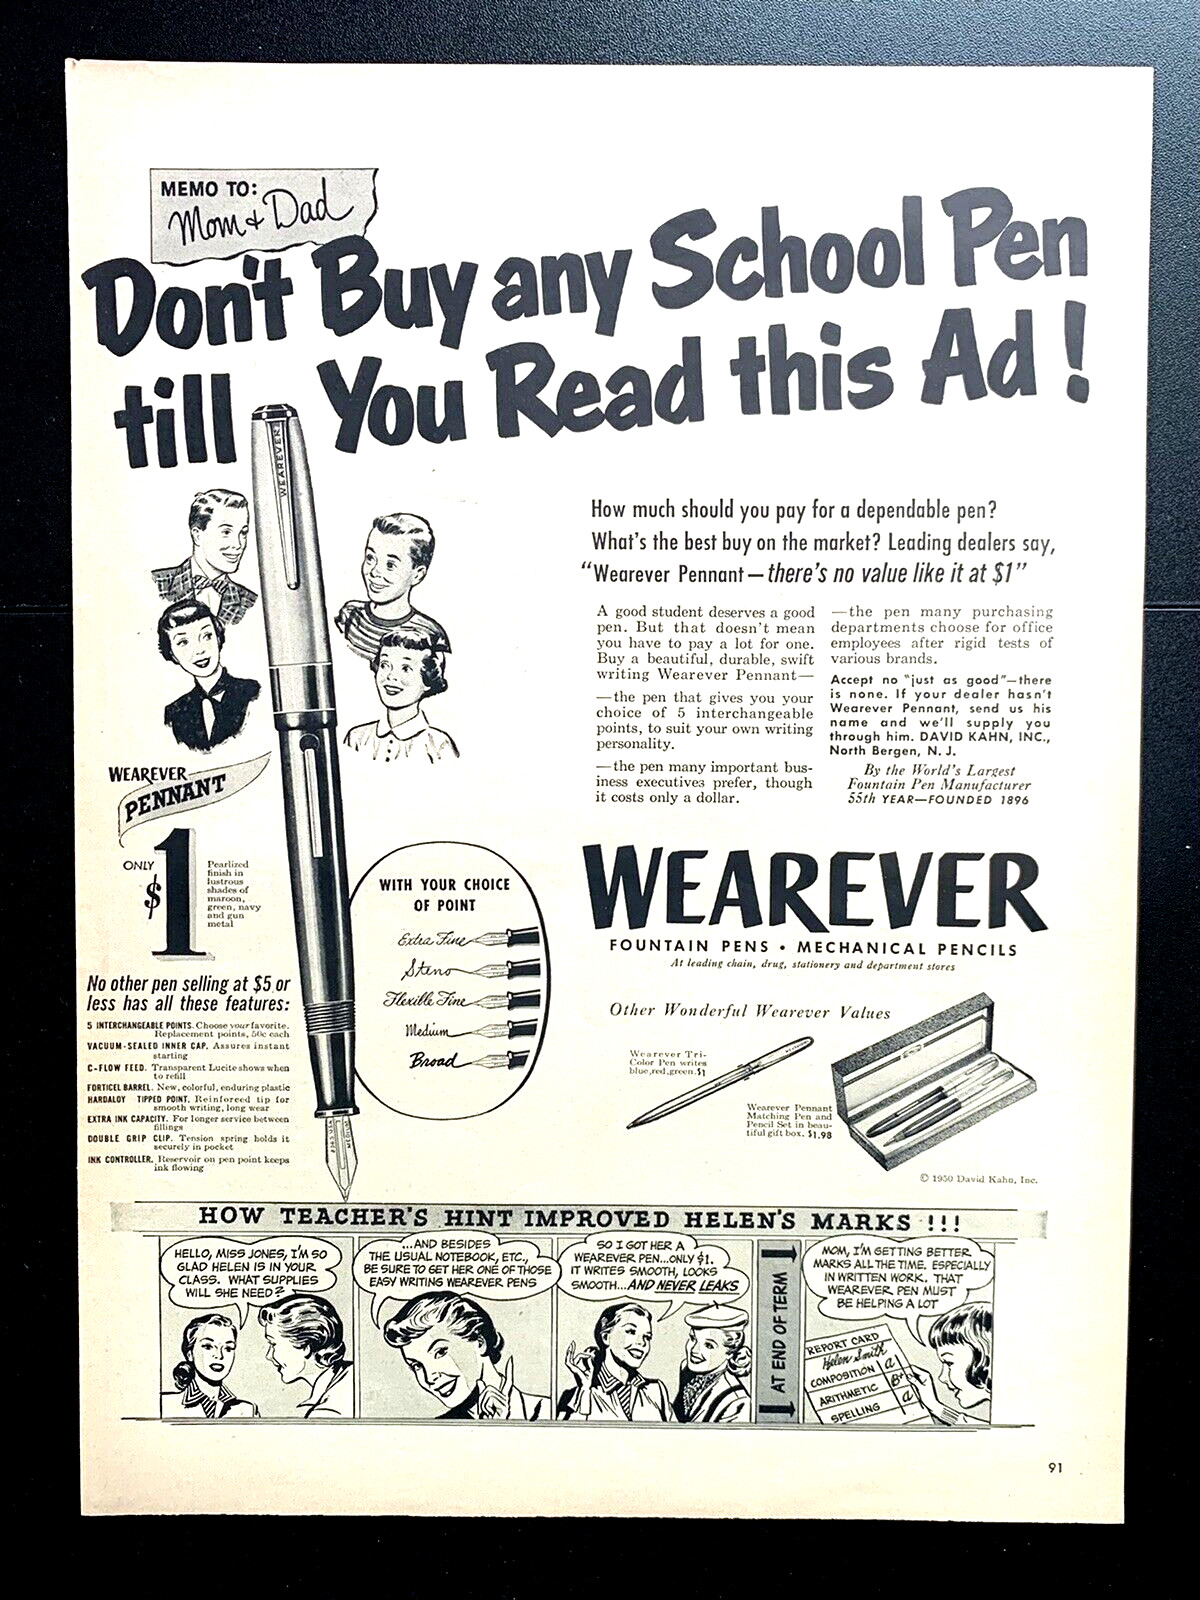 MEMO TO:
Mom & Dad
Don't Buy any School Pen
till You Read this Ad!
WEAREVER
How much should you pay for a dependable pen?
What's the best buy on the market? Leading dealers say,
"Wearever Pennant—there's no value like it at $1"
A good student deserves a good
pen. But that doesn't mean
you have to pay a lot for one.
Buy a beautiful, durable, swift
writing Wearever Pennant—
—the pen that gives you your
choice of 5 interchangeable
points, to suit your own writing
personality.
—the pen many important bus-
iness executives prefer, though
it costs only a dollar.
—the pen many purchasing
departments choose for office
employees after rigid tests of
various brands.
Accept no "just as good"—there
is none. If your dealer hasn't
Wearever Pennant, send us his
name and we'll supply you
through him. DAVID KAHN, INC.,
North Bergen, N. J.
By the World's Largest
Fountain Pen Manufacturer
55th YEAR—FOUNDED 1896
WEAREVER
PENNANT
ONLY
$1
Pearlized
finish in
lustrous
shades of
maroon,
green, navy
and gun
metal
No other pen selling at $5 or
less has all these features:
5 INTERCHANGEABLE POINTS. Choose your favorite.
Replacement points, 50c each
VACUUM-SEALED INNER CAP. Assures instant
starting
C-FLOW FEED. Transparent Lucite shows when
to refill
FORTICEL BARREL. New, colorful, enduring plastic
HARDALOY TIPPED POINT. Reinforced tip for
smooth writing, long wear
EXTRA INK CAPACITY. For longer service between
fillings
DOUBLE GRIP CLIP. Tension spring holds it
securely in pocket
INK CONTROLLER. Reservoir on pen point keeps
ink flowing
WITH YOUR CHOICE
OF POINT
Extra Fine
Steno
Flexible Fine
Medium
Broad
MEDIUM
WEAREVER
FOUNTAIN PENS • MECHANICAL PENCILS
At leading chain, drug, stationery and department stores
Other Wonderful Wearever Values
Wearever Tri-
Color Pen writes
blue,red,green.$1
Wearever Pennant
Matching Pen and
Pencil Set in beau-
tiful gift box. $1.98
© 1950 David Kahn, Inc.
HOW TEACHER'S HINT IMPROVED HELEN'S MARKS !!!
HELLO, MISS JONES, I'M SO
GLAD HELEN IS IN YOUR
CLASS. WHAT SUPPLIES
WILL SHE NEED?
...AND BESIDES
THE USUAL NOTEBOOK, ETC.,
BE SURE TO GET HER ONE OF THOSE
EASY WRITING WEAREVER PENS
SO I GOT HER A
WEAREVER PEN...ONLY $1.
IT WRITES SMOOTH, LOOKS
SMOOTH...AND NEVER LEAKS
AT END OF TERM
MOM, I'M GETTING BETTER
MARKS ALL THE TIME. ESPECIALLY
IN WRITTEN WORK. THAT
WEAREVER PEN MUST
BE HELPING A LOT
REPORT CARD
Helen Smith
COMPOSITION a
ARITHMETIC B+
SPELLING a
91